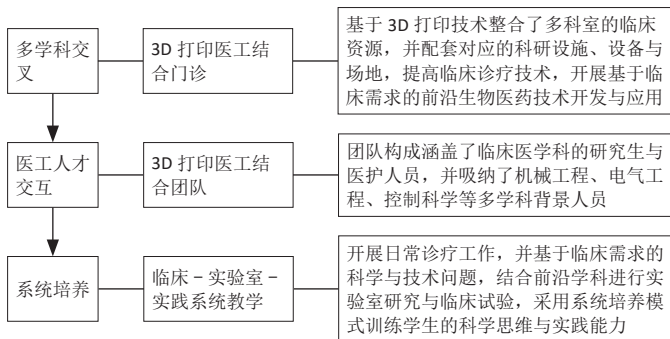 多学科交
叉
3D 打印医工结
合门诊
基于 3D 打印技术整合了多科室的临床
资源，并配套对应的科研设施、设备与
场地，提高临床诊疗技术，开展基于临
床需求的前沿生物医药技术开发与应用
医工人才
交互
3D 打印医工结
合团队
团队构成涵盖了临床医学科的研究生与
医护人员，并吸纳了机械工程、电气工
程、控制科学等多学科背景人员
系统培养
临床－实验室－
实践系统教学
开展日常诊疗工作，并基于临床需求的
科学与技术问题，结合前沿学科进行实
验室研究与临床试验，采用系统培养模
式训练学生的科学思维与实践能力